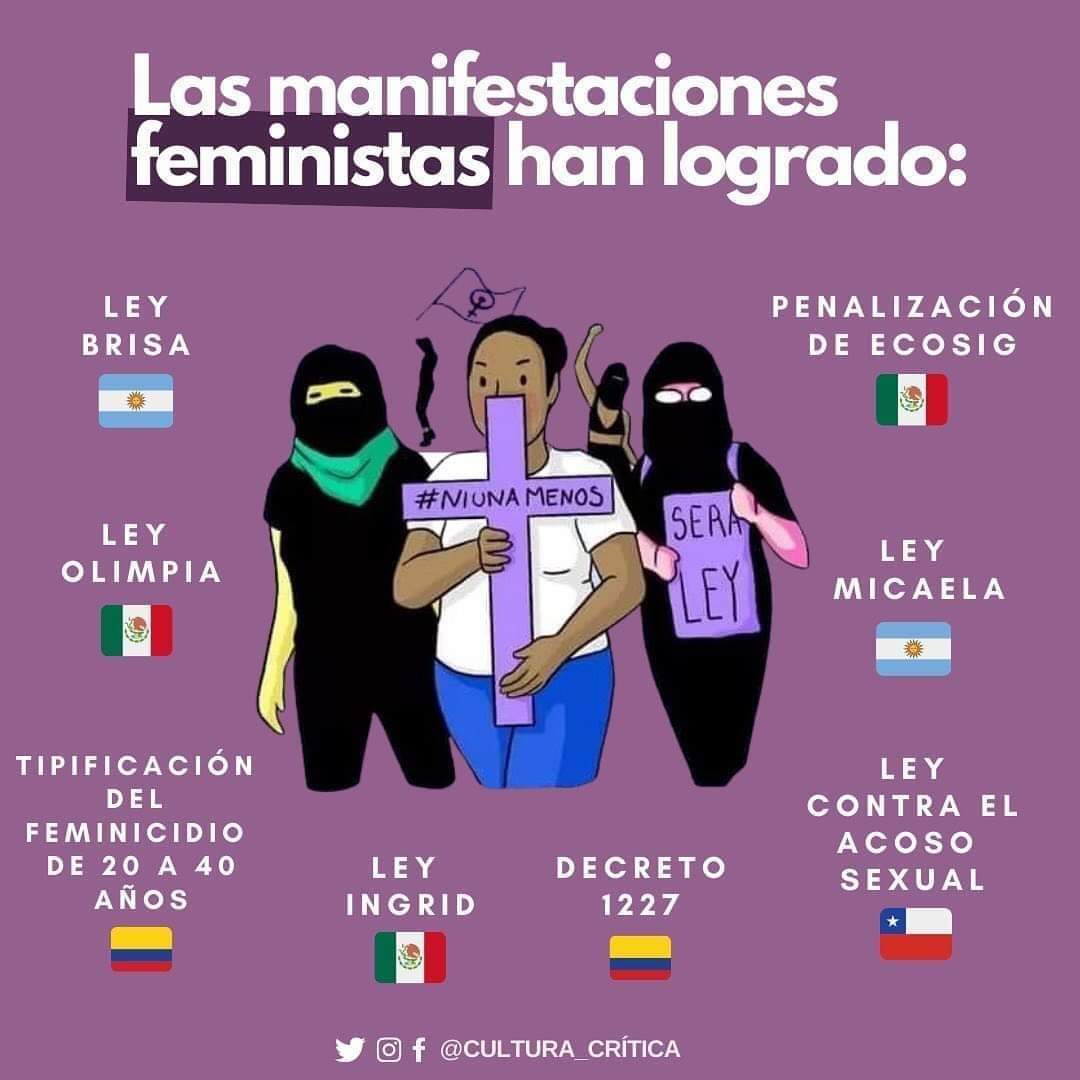 Las manifestaciones
feministas han logrado:
LEY
BRISA
PENALIZACIÓN
DE ECOSIG
#NIUNAMENOS
SERA
LEY
LEY
OLIMPIA
LEY
MICAELA
TIPIFICACIÓN
DEL
FEMINICIDIO
DE 20 A 40
AÑOS
LEY
INGRID
DECRETO
1227
LEY
CONTRA EL
ACOSO
SEXUAL
@CULTURA_CRÍTICA